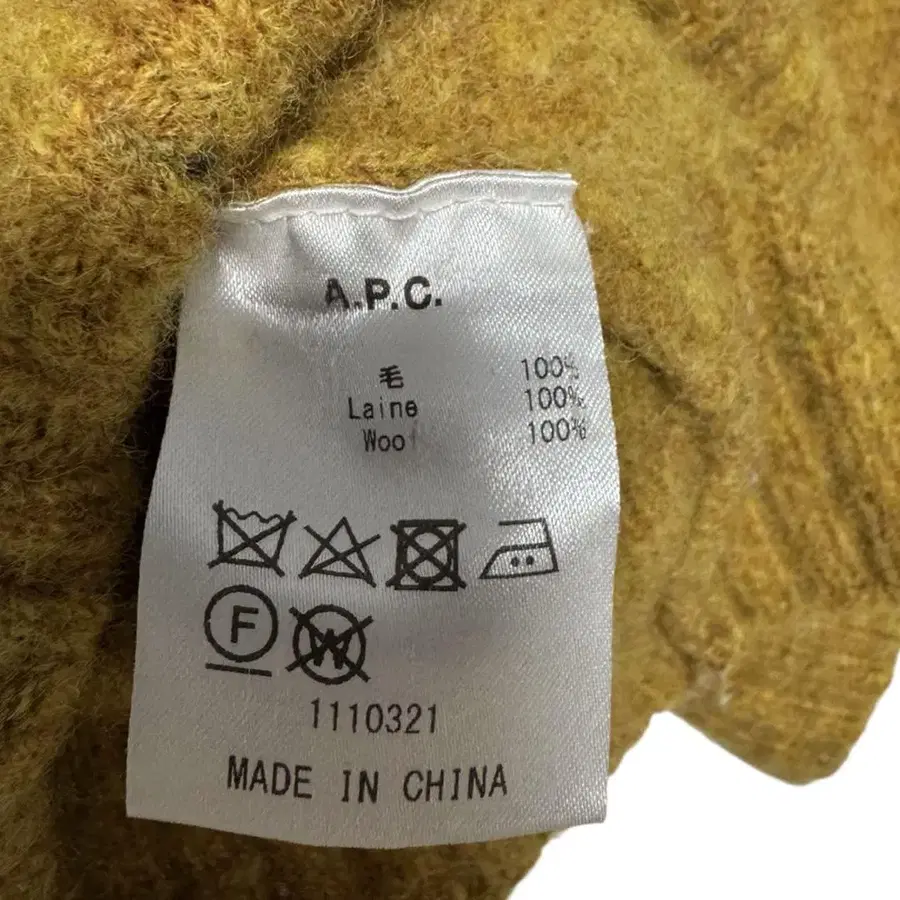 A.P.C.
毛 100%
Laine 100%
Wool 100%
F
W
1110321
MADE IN CHINA